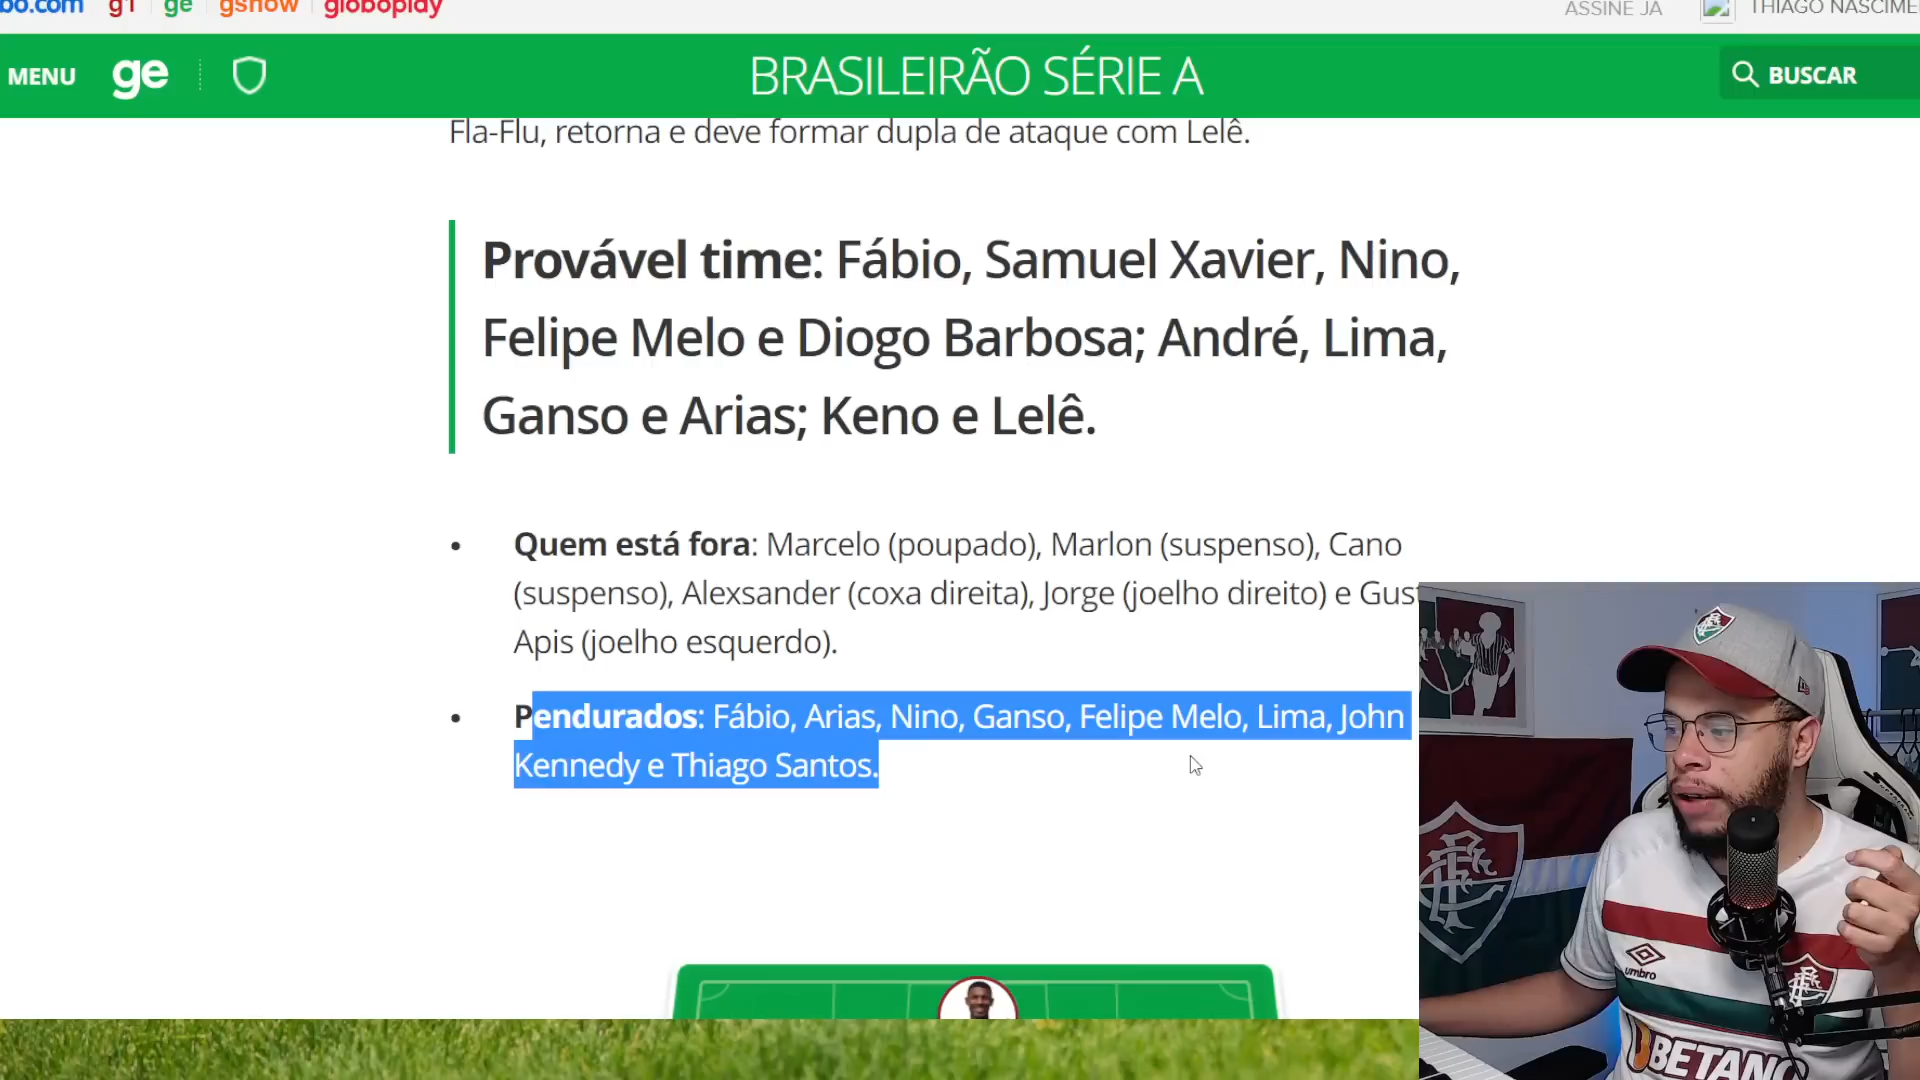 bo.com g1 ge gshow globoplay ASSINE JÁ THIAGO NASCIME
MENU ge BRASILEIRÃO SÉRIE A BUSCAR
Fla-Flu, retorna e deve formar dupla de ataque com Lelê.
Provável time: Fábio, Samuel Xavier, Nino,
Felipe Melo e Diogo Barbosa; André, Lima,
Ganso e Arias; Keno e Lelê.
• Quem está fora: Marcelo (poupado), Marlon (suspenso), Cano
(suspenso), Alexsander (coxa direita), Jorge (joelho direito) e Gus
Apis (joelho esquerdo).
• Pendurados: Fábio, Arias, Nino, Ganso, Felipe Melo, Lima, John
Kennedy e Thiago Santos.
umbro
BETANO